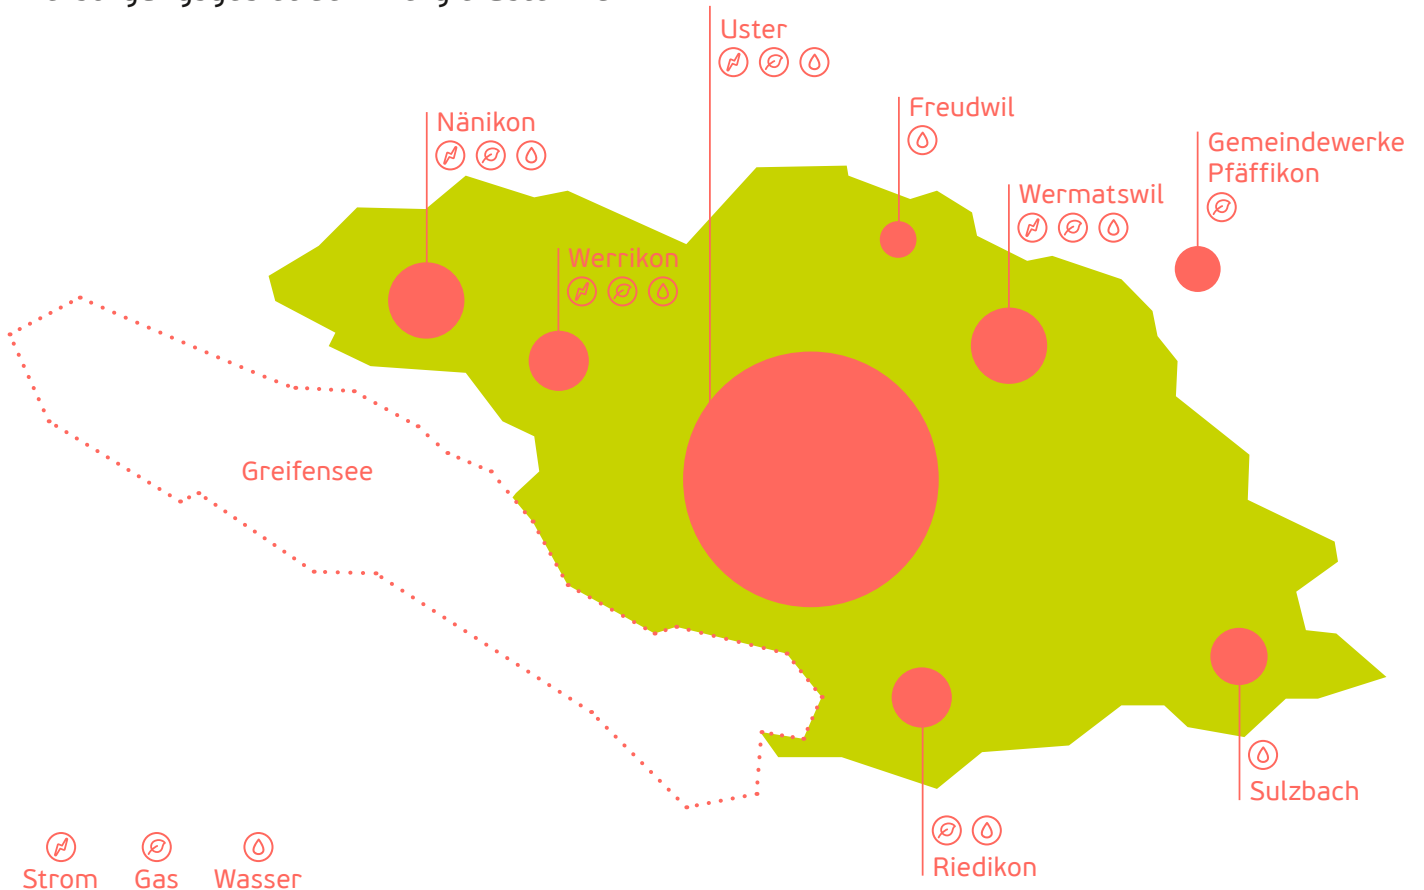 Uster
Nänikon
Freudwil
Gemeindewerke
Pfäffikon
Wermatswil
Werrikon
Greifensee
Sulzbach
Riedikon
Strom Gas Wasser